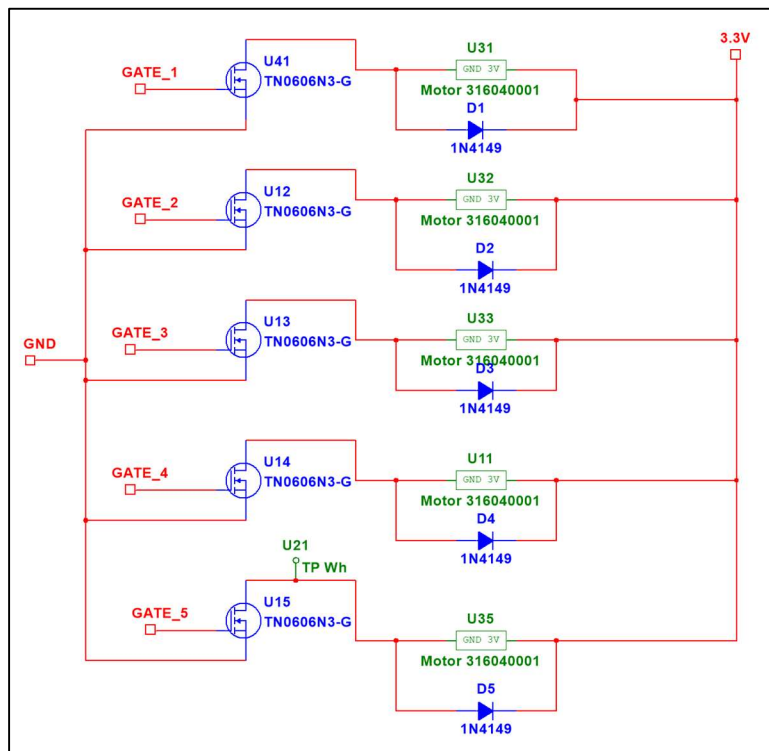 3.3V
U31
GND 3V
Motor 316040001
D1
1N4149
U41
TN0606N3-G
GATE_1
U32
GND 3V
Motor 316040001
D2
1N4149
U12
TN0606N3-G
GATE_2
U33
GND 3V
Motor 316040001
D3
1N4149
U13
TN0606N3-G
GATE_3
GND
U11
GND 3V
Motor 316040001
D4
1N4149
U14
TN0606N3-G
GATE_4
U21
TP Wh
U15
TN0606N3-G
GATE_5
U35
GND 3V
Motor 316040001
D5
1N4149